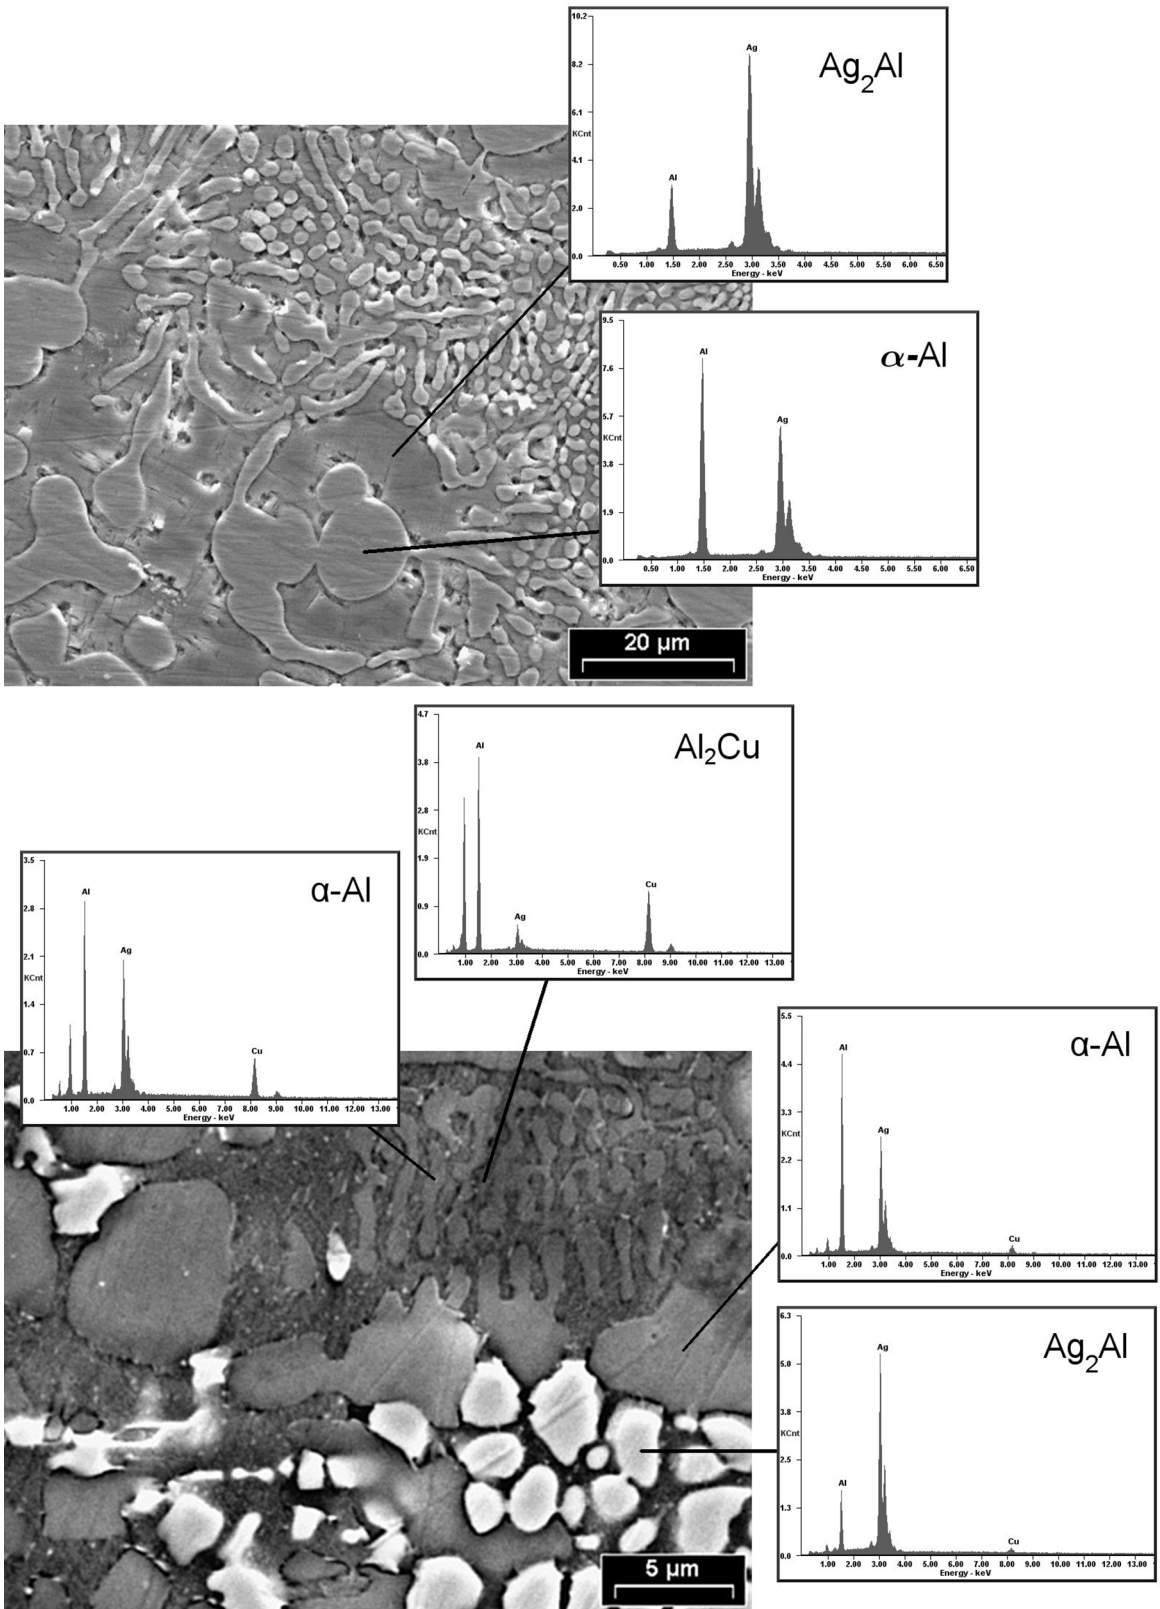 10.2
8.2
6.1
KCnt
4.1
2.0
0.0
Ag
Al
Ag₂Al
0.50 1.00 1.50 2.00 2.50 3.00 3.50 4.00 4.50 5.00 5.50 6.00 6.50
Energy - keV
9.5
7.6
5.7
KCnt
3.8
1.9
0.0
Al
Ag
α-Al
0.50 1.00 1.50 2.00 2.50 3.00 3.50 4.00 4.50 5.00 5.50 6.00 6.50
Energy - keV
20 µm
4.7
3.8
2.8
KCnt
1.9
0.9
0.0
Al
Ag
Cu
Al₂Cu
1.00 2.00 3.00 4.00 5.00 6.00 7.00 8.00 9.00 10.00 11.00 12.00 13.00
Energy - keV
3.5
2.8
2.1
KCnt
1.4
0.7
0.0
Al
Ag
Cu
α-Al
1.00 2.00 3.00 4.00 5.00 6.00 7.00 8.00 9.00 10.00 11.00 12.00 13.00
Energy - keV
5.5
4.4
3.3
KCnt
2.2
1.1
0.0
Al
Ag
Cu
α-Al
1.00 2.00 3.00 4.00 5.00 6.00 7.00 8.00 9.00 10.00 11.00 12.00 13.00
Energy - keV
6.3
5.0
3.8
KCnt
2.5
1.3
0.0
Ag
Al
Cu
Ag₂Al
1.00 2.00 3.00 4.00 5.00 6.00 7.00 8.00 9.00 10.00 11.00 12.00 13.00
Energy - keV
5 µm